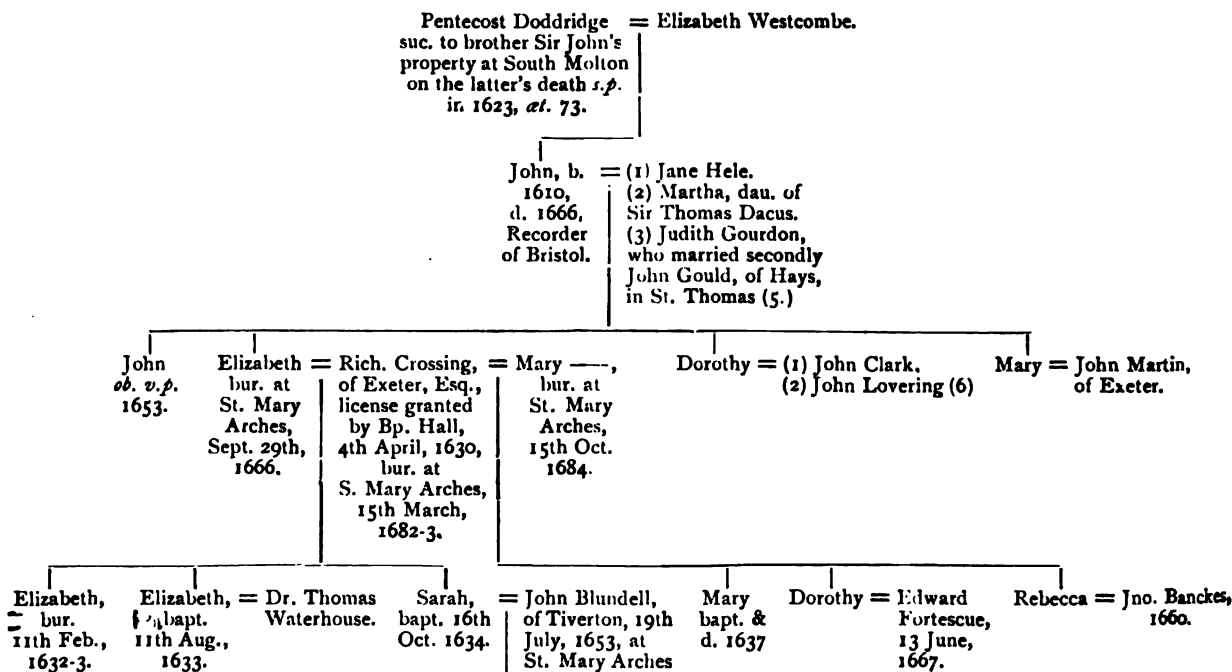 Pentecost Doddridge = Elizabeth Westcombe.
suc. to brother Sir John's
property at South Molton
on the latter's death s.p.
in 1623, æt. 73.
John, b. = (1) Jane Hele.
1610,
d. 1666,
Recorder
of Bristol.
(2) Martha, dau. of
Sir Thomas Dacus.
(3) Judith Gourdon,
who married secondly
John Gould, of Hays,
in St. Thomas (5.)
John
ob. v.p.
1653.
Elizabeth =
bur. at
St. Mary
Arches,
Sept. 29th,
1666.
Rich. Crossing, =
of Exeter, Esq.,
license granted
by Bp. Hall,
4th April, 1630,
bur. at
S. Mary Arches,
15th March,
1682-3.
Mary —,
bur. at
St. Mary
Arches,
15th Oct.
1684.
Dorothy = (1) John Clark.
(2) John Lovering (6)
Mary = John Martin,
of Exeter.
Elizabeth,
bur.
11th Feb.,
1632-3.
Elizabeth, =
bapt.
11th Aug.,
1633.
Dr. Thomas
Waterhouse.
Sarah, =
bapt. 16th
Oct. 1634.
John Blundell,
of Tiverton, 19th
July, 1653, at
St. Mary Arches
Mary
bapt. &
d. 1637
Dorothy = Edward
Fortescue,
13 June,
1667.
Rebecca = Jno. Banckes,
1660.